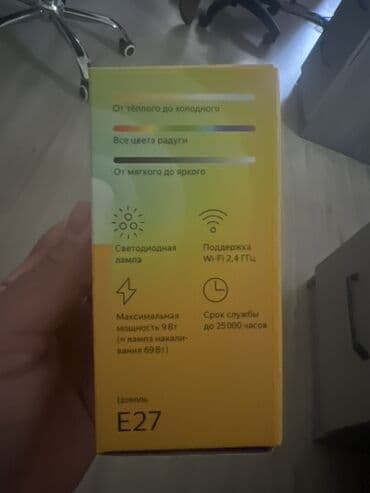 От тёплого до холодного
Все цвета радуги
От мягкого до яркого
Светодиодная
лампа
Поддержка
Wi-Fi 2,4 ГГц
Максимальная
мощность 9 Вт
(≈ лампа накали-
вания 69 Вт)
Срок службы
до 25 000 часов
Цоколь
E27